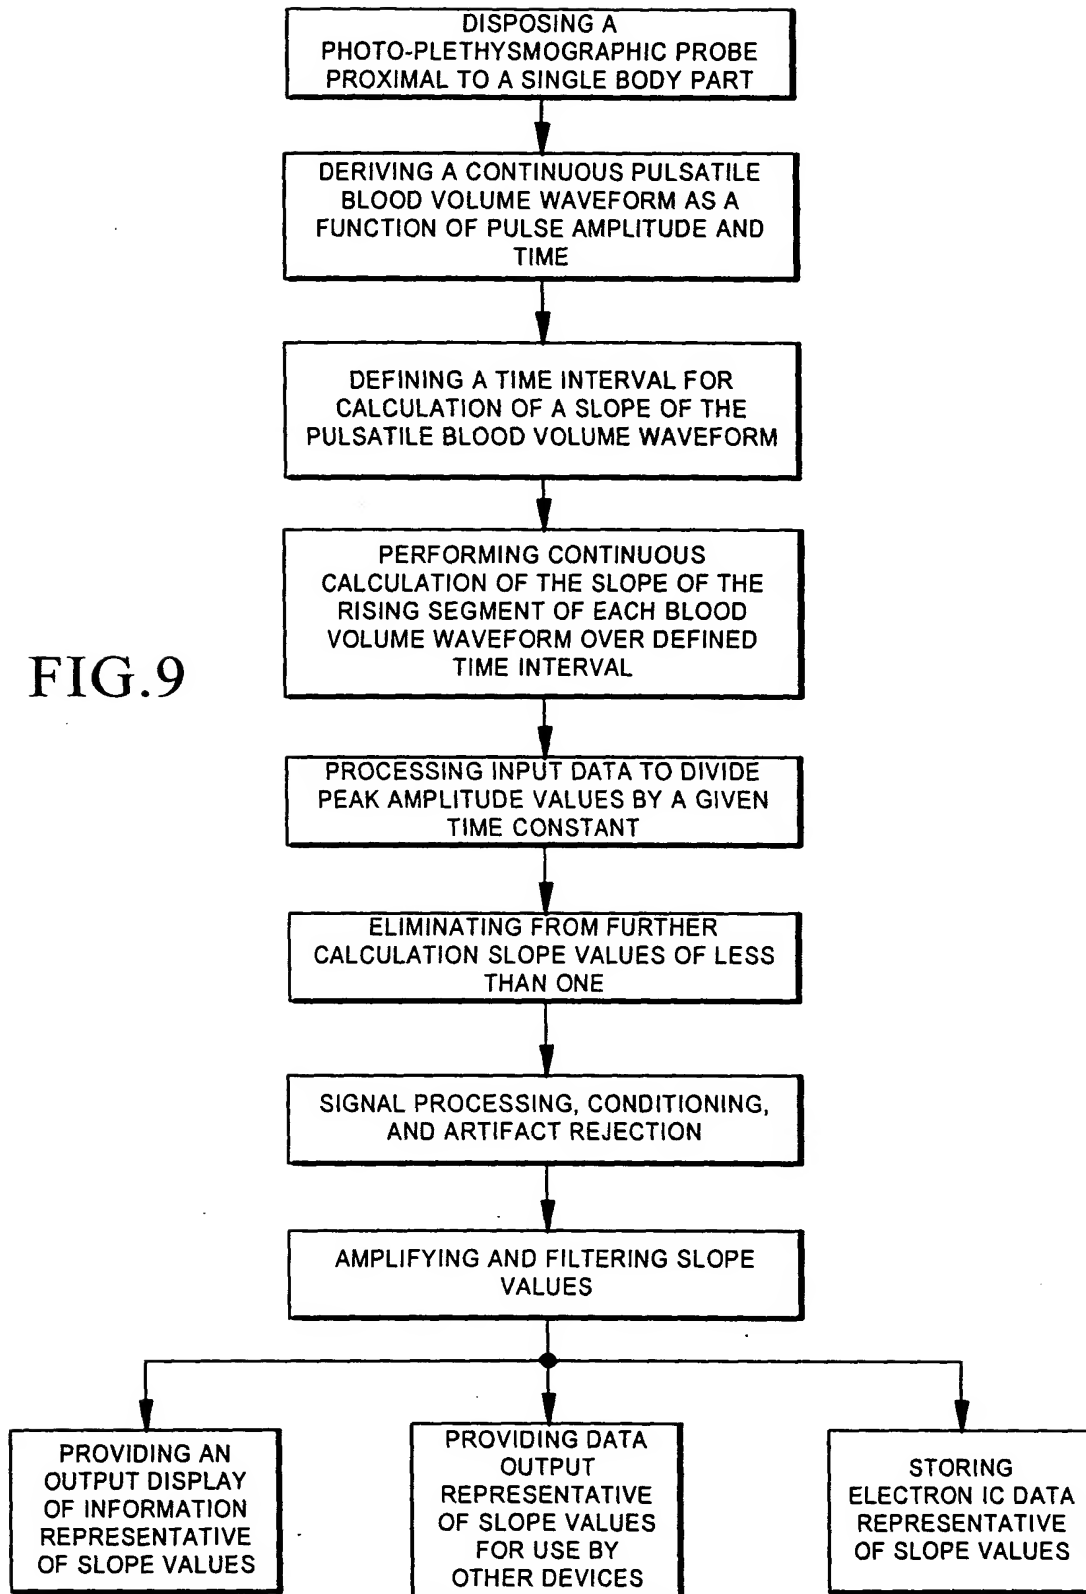 DISPOSING A
PHOTO-PLETHYSMOGRAPHIC PROBE
PROXIMAL TO A SINGLE BODY PART
DERIVING A CONTINUOUS PULSATILE
BLOOD VOLUME WAVEFORM AS A
FUNCTION OF PULSE AMPLITUDE AND
TIME
DEFINING A TIME INTERVAL FOR
CALCULATION OF A SLOPE OF THE
PULSATILE BLOOD VOLUME WAVEFORM
PERFORMING CONTINUOUS
CALCULATION OF THE SLOPE OF THE
RISING SEGMENT OF EACH BLOOD
VOLUME WAVEFORM OVER DEFINED
TIME INTERVAL
FIG.9
PROCESSING INPUT DATA TO DIVIDE
PEAK AMPLITUDE VALUES BY A GIVEN
TIME CONSTANT
ELIMINATING FROM FURTHER
CALCULATION SLOPE VALUES OF LESS
THAN ONE
SIGNAL PROCESSING, CONDITIONING,
AND ARTIFACT REJECTION
AMPLIFYING AND FILTERING SLOPE
VALUES
PROVIDING AN
OUTPUT DISPLAY
OF INFORMATION
REPRESENTATIVE
OF SLOPE VALUES
PROVIDING DATA
OUTPUT
REPRESENTATIVE
OF SLOPE VALUES
FOR USE BY
OTHER DEVICES
STORING
ELECTRON IC DATA
REPRESENTATIVE
OF SLOPE VALUES